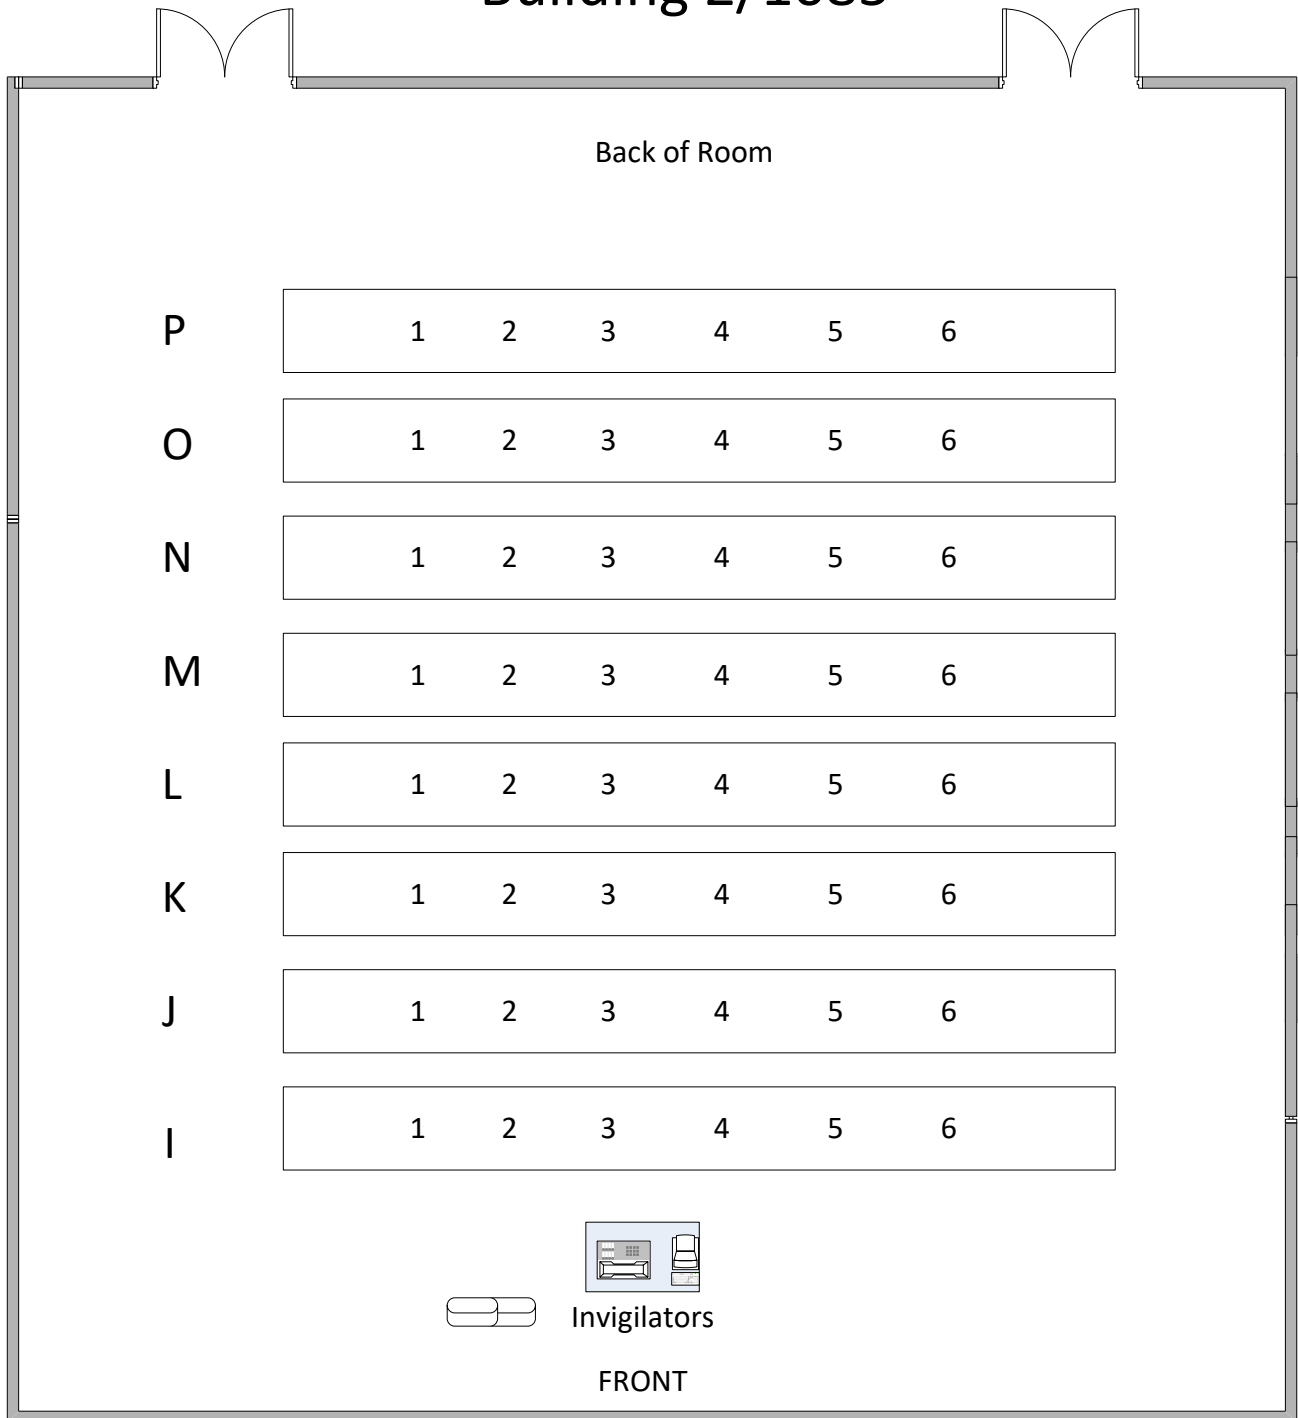 Back of Room
P 1 2 3 4 5 6
O 1 2 3 4 5 6
N 1 2 3 4 5 6
M 1 2 3 4 5 6
L 1 2 3 4 5 6
K 1 2 3 4 5 6
J 1 2 3 4 5 6
I 1 2 3 4 5 6
Invigilators
FRONT